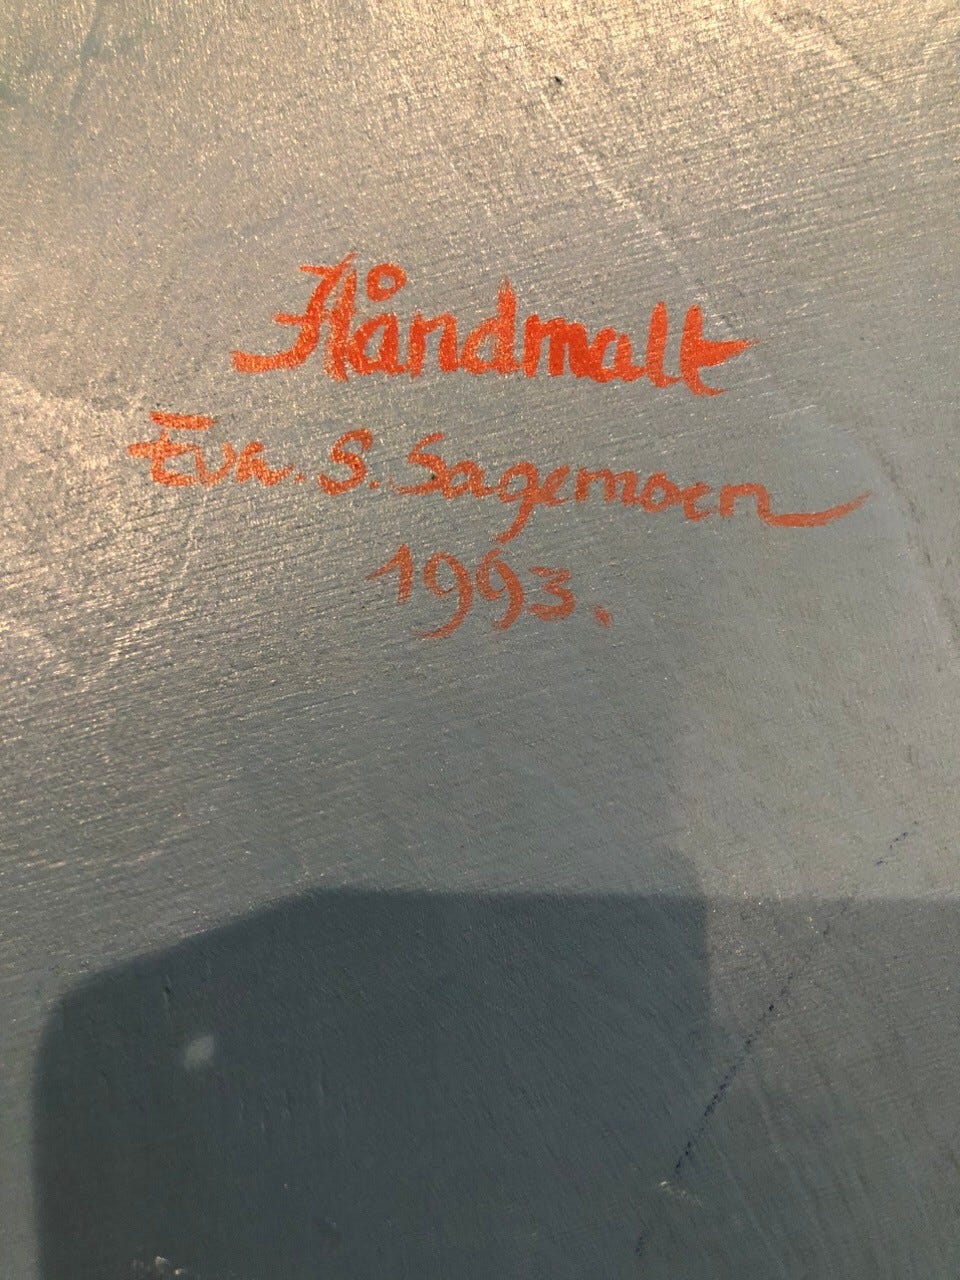 Håndmalt
Eva. S. Sagemoen
1993.